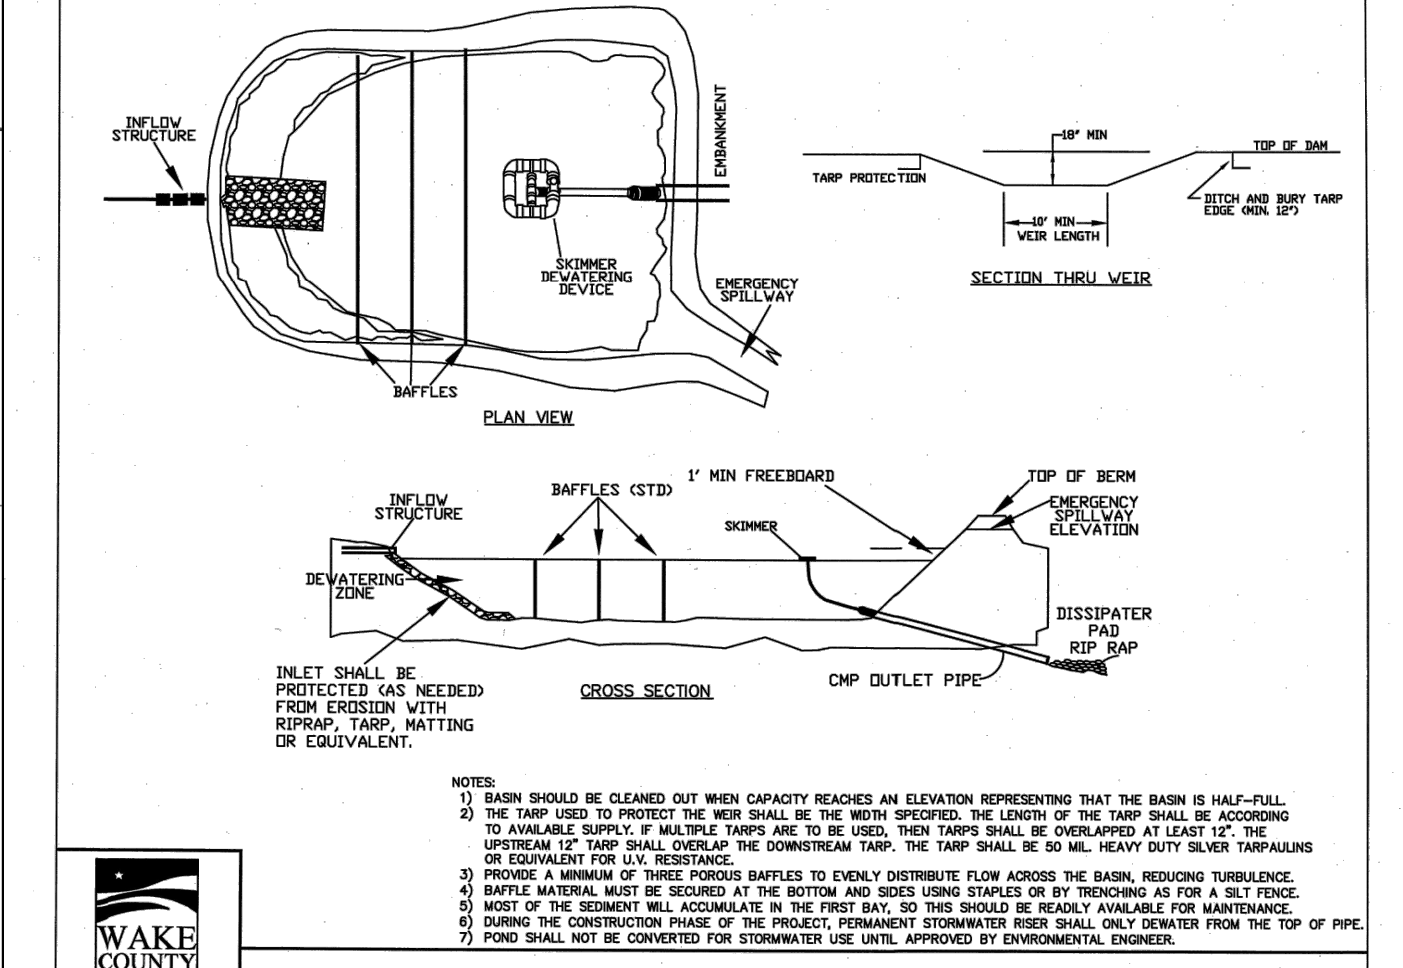 INFLOW
STRUCTURE
EMBANKMENT
SKIMMER
DEWATERING
DEVICE
EMERGENCY
SPILLWAY
BAFFLES
PLAN VIEW
18" MIN
TOP OF DAM
TARP PROTECTION
DITCH AND BURY TARP
EDGE (MIN. 12")
10' MIN
WEIR LENGTH
SECTION THRU WEIR
1' MIN FREEBOARD
TOP OF BERM
BAFFLES (STD)
INFLOW
STRUCTURE
EMERGENCY
SPILLWAY
ELEVATION
SKIMMER
DEWATERING
ZONE
DISSIPATER
PAD
RIP RAP
INLET SHALL BE
PROTECTED (AS NEEDED)
FROM EROSION WITH
RIPRAP, TARP, MATTING
OR EQUIVALENT.
CMP OUTLET PIPE
CROSS SECTION
NOTES:
1) BASIN SHOULD BE CLEANED OUT WHEN CAPACITY REACHES AN ELEVATION REPRESENTING THAT THE BASIN IS HALF-FULL.
2) THE TARP USED TO PROTECT THE WEIR SHALL BE THE WIDTH SPECIFIED. THE LENGTH OF THE TARP SHALL BE ACCORDING
TO AVAILABLE SUPPLY. IF MULTIPLE TARPS ARE TO BE USED, THEN TARPS SHALL BE OVERLAPPED AT LEAST 12". THE
UPSTREAM 12" TARP SHALL OVERLAP THE DOWNSTREAM TARP. THE TARP SHALL BE 50 MIL. HEAVY DUTY SILVER TARPAULINS
OR EQUIVALENT FOR U.V. RESISTANCE.
3) PROVIDE A MINIMUM OF THREE POROUS BAFFLES TO EVENLY DISTRIBUTE FLOW ACROSS THE BASIN, REDUCING TURBULENCE.
4) BAFFLE MATERIAL MUST BE SECURED AT THE BOTTOM AND SIDES USING STAPLES OR BY TRENCHING AS FOR A SILT FENCE.
5) MOST OF THE SEDIMENT WILL ACCUMULATE IN THE FIRST BAY, SO THIS SHOULD BE READILY AVAILABLE FOR MAINTENANCE.
6) DURING THE CONSTRUCTION PHASE OF THE PROJECT, PERMANENT STORMWATER RISER SHALL ONLY DEWATER FROM THE TOP OF PIPE.
7) POND SHALL NOT BE CONVERTED FOR STORMWATER USE UNTIL APPROVED BY ENVIRONMENTAL ENGINEER.
WAKE
COUNTY